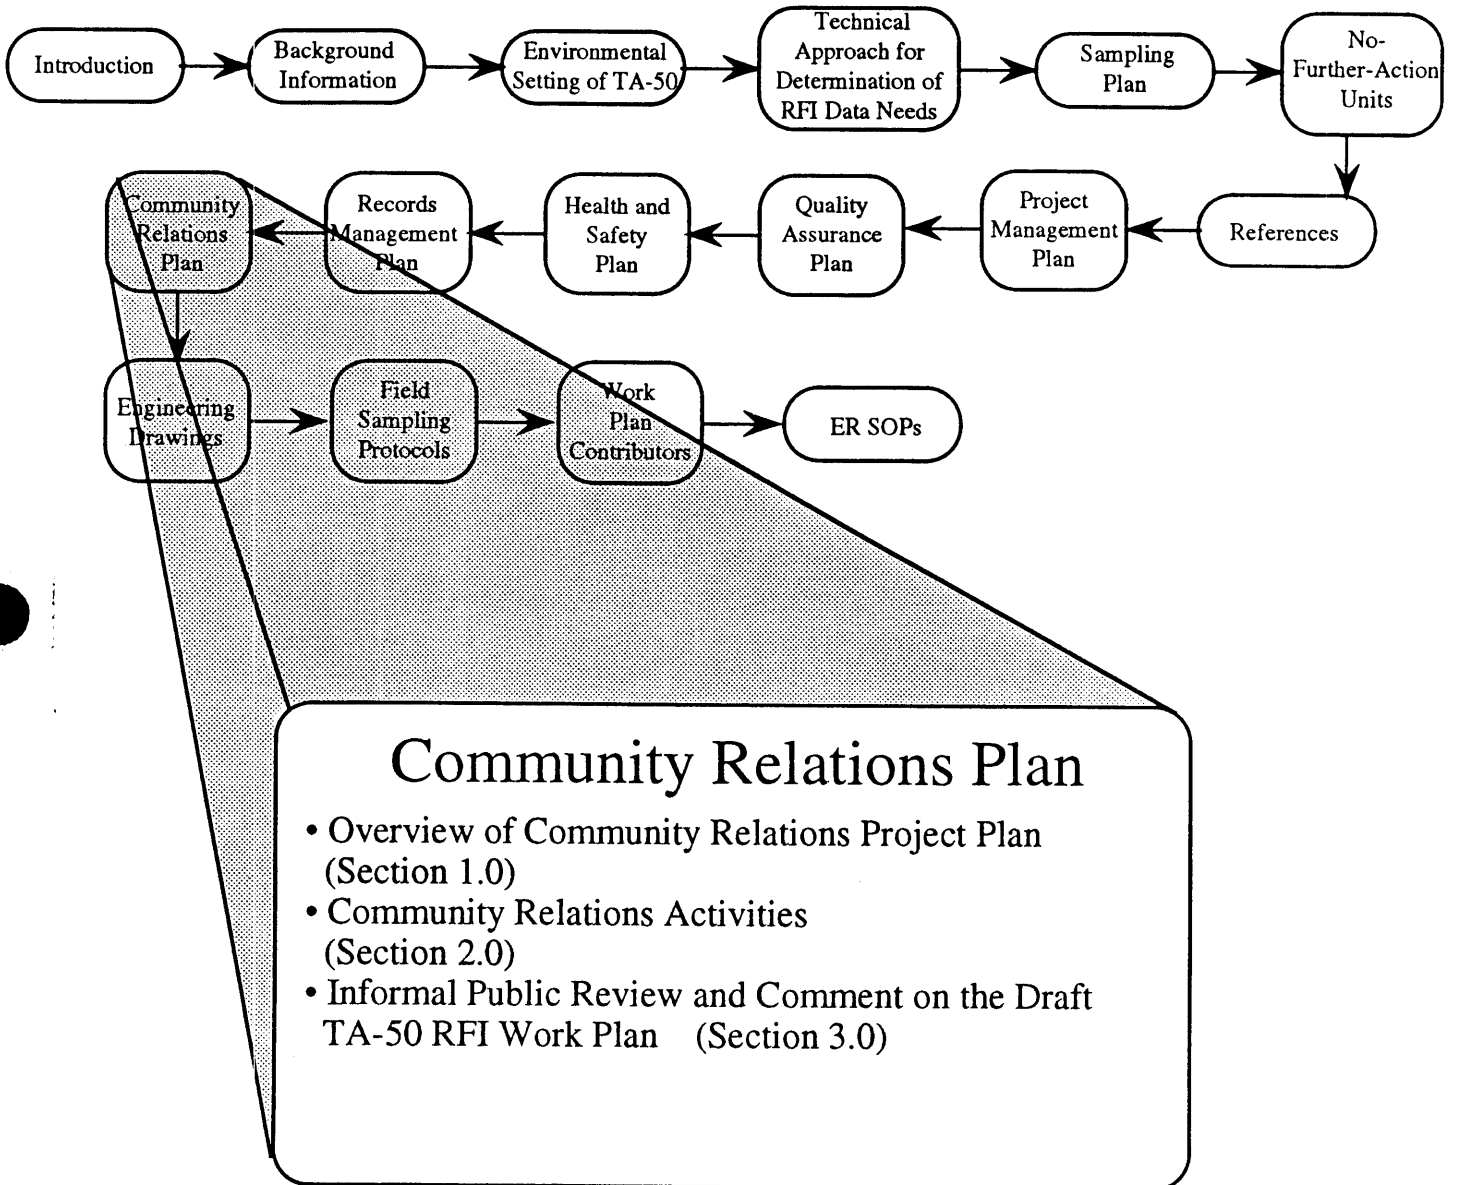 Introduction
Background
Information
Environmental
Setting of TA-50
Technical
Approach for
Determination of
RFI Data Needs
Sampling
Plan
No-
Further-Action
Units
Community
Relations
Plan
Records
Management
Plan
Health and
Safety
Plan
Quality
Assurance
Plan
Project
Management
Plan
References
Engineering
Drawings
Field
Sampling
Protocols
Work
Plan
Contributors
ER SOPs
Community Relations Plan
• Overview of Community Relations Project Plan
(Section 1.0)
• Community Relations Activities
(Section 2.0)
• Informal Public Review and Comment on the Draft
TA-50 RFI Work Plan (Section 3.0)